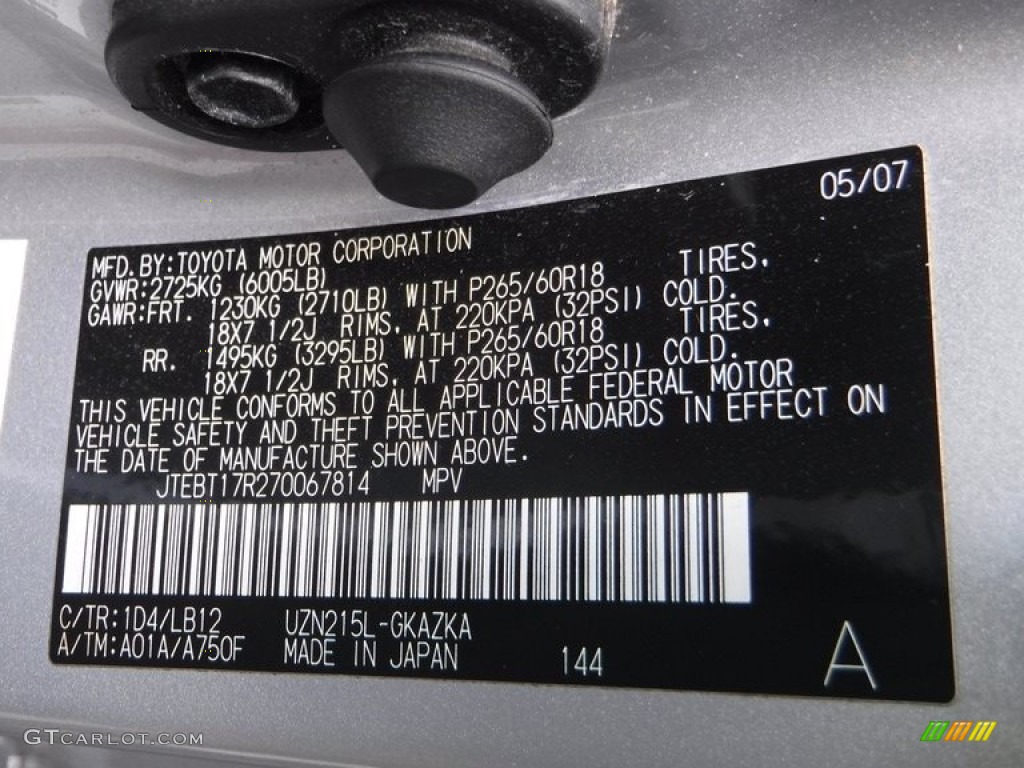 05/07
MFD.BY:TOYOTA MOTOR CORPORATION
GVWR:2725KG (6005LB)
GAWR:FRT. 1230KG (2710LB) WITH P265/60R18 TIRES,
18X7 1/2J RIMS, AT 220KPA (32PSI) COLD.
RR. 1495KG (3295LB) WITH P265/60R18 TIRES,
18X7 1/2J RIMS, AT 220KPA (32PSI) COLD.
THIS VEHICLE CONFORMS TO ALL APPLICABLE FEDERAL MOTOR
VEHICLE SAFETY AND THEFT PREVENTION STANDARDS IN EFFECT ON
THE DATE OF MANUFACTURE SHOWN ABOVE.
JTEBT17R270067814 MPV
C/TR:1D4/LB12 UZN215L-GKAZKA
A/TM:A01A/A750F MADE IN JAPAN 144 A
GTCARLOT.COM